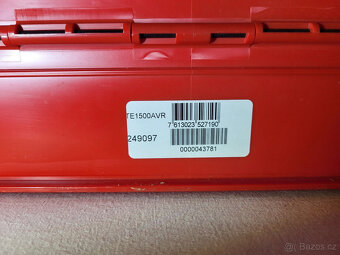 TE1500AVR
7 613023 527190
249097
0000043781
Bazos.cz